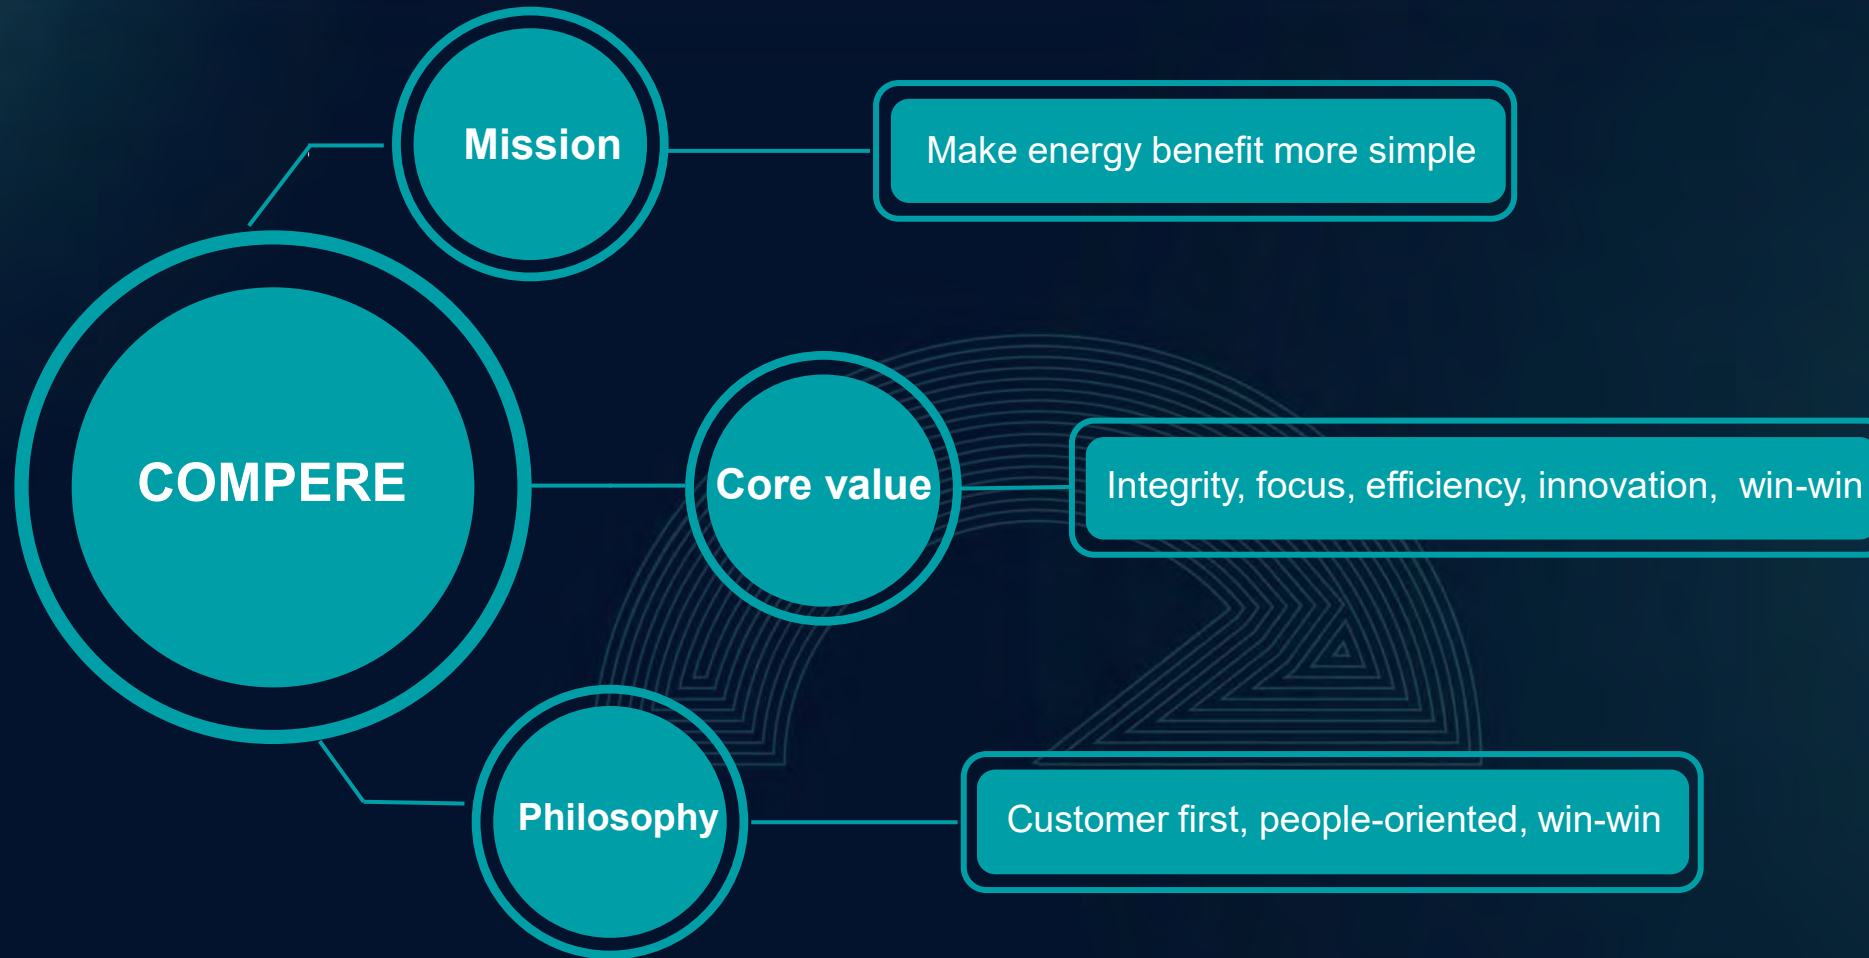 Mission
Make energy benefit more simple
COMPERE
Core value
Integrity, focus, efficiency, innovation,  win-win
Philosophy
Customer first, people-oriented, win-win